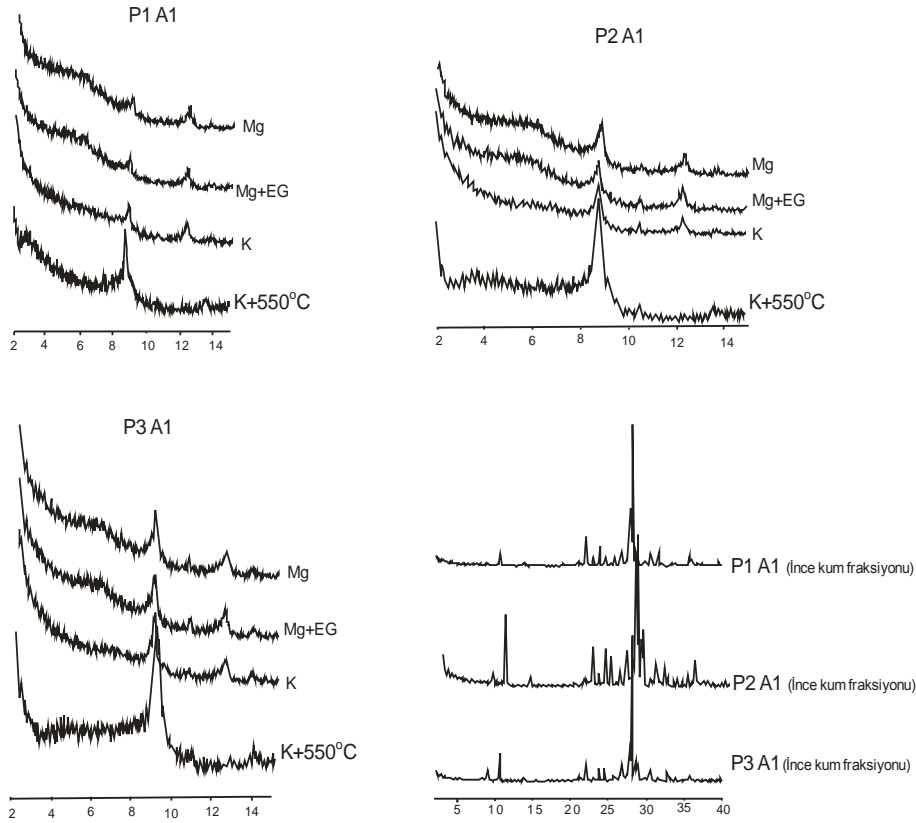 P1 A1
Mg
Mg+EG
K
K+550°C
2 4 6 8 10 12 14
P2 A1
Mg
Mg+EG
K
K+550°C
2 4 6 8 10 12 14
P3 A1
Mg
Mg+EG
K
K+550°C
2 4 6 8 10 12 14
P1 A1 (İnce kum fraksiyonu)
P2 A1 (İnce kum fraksiyonu)
P3 A1 (İnce kum fraksiyonu)
5 10 15 20 25 30 35 40